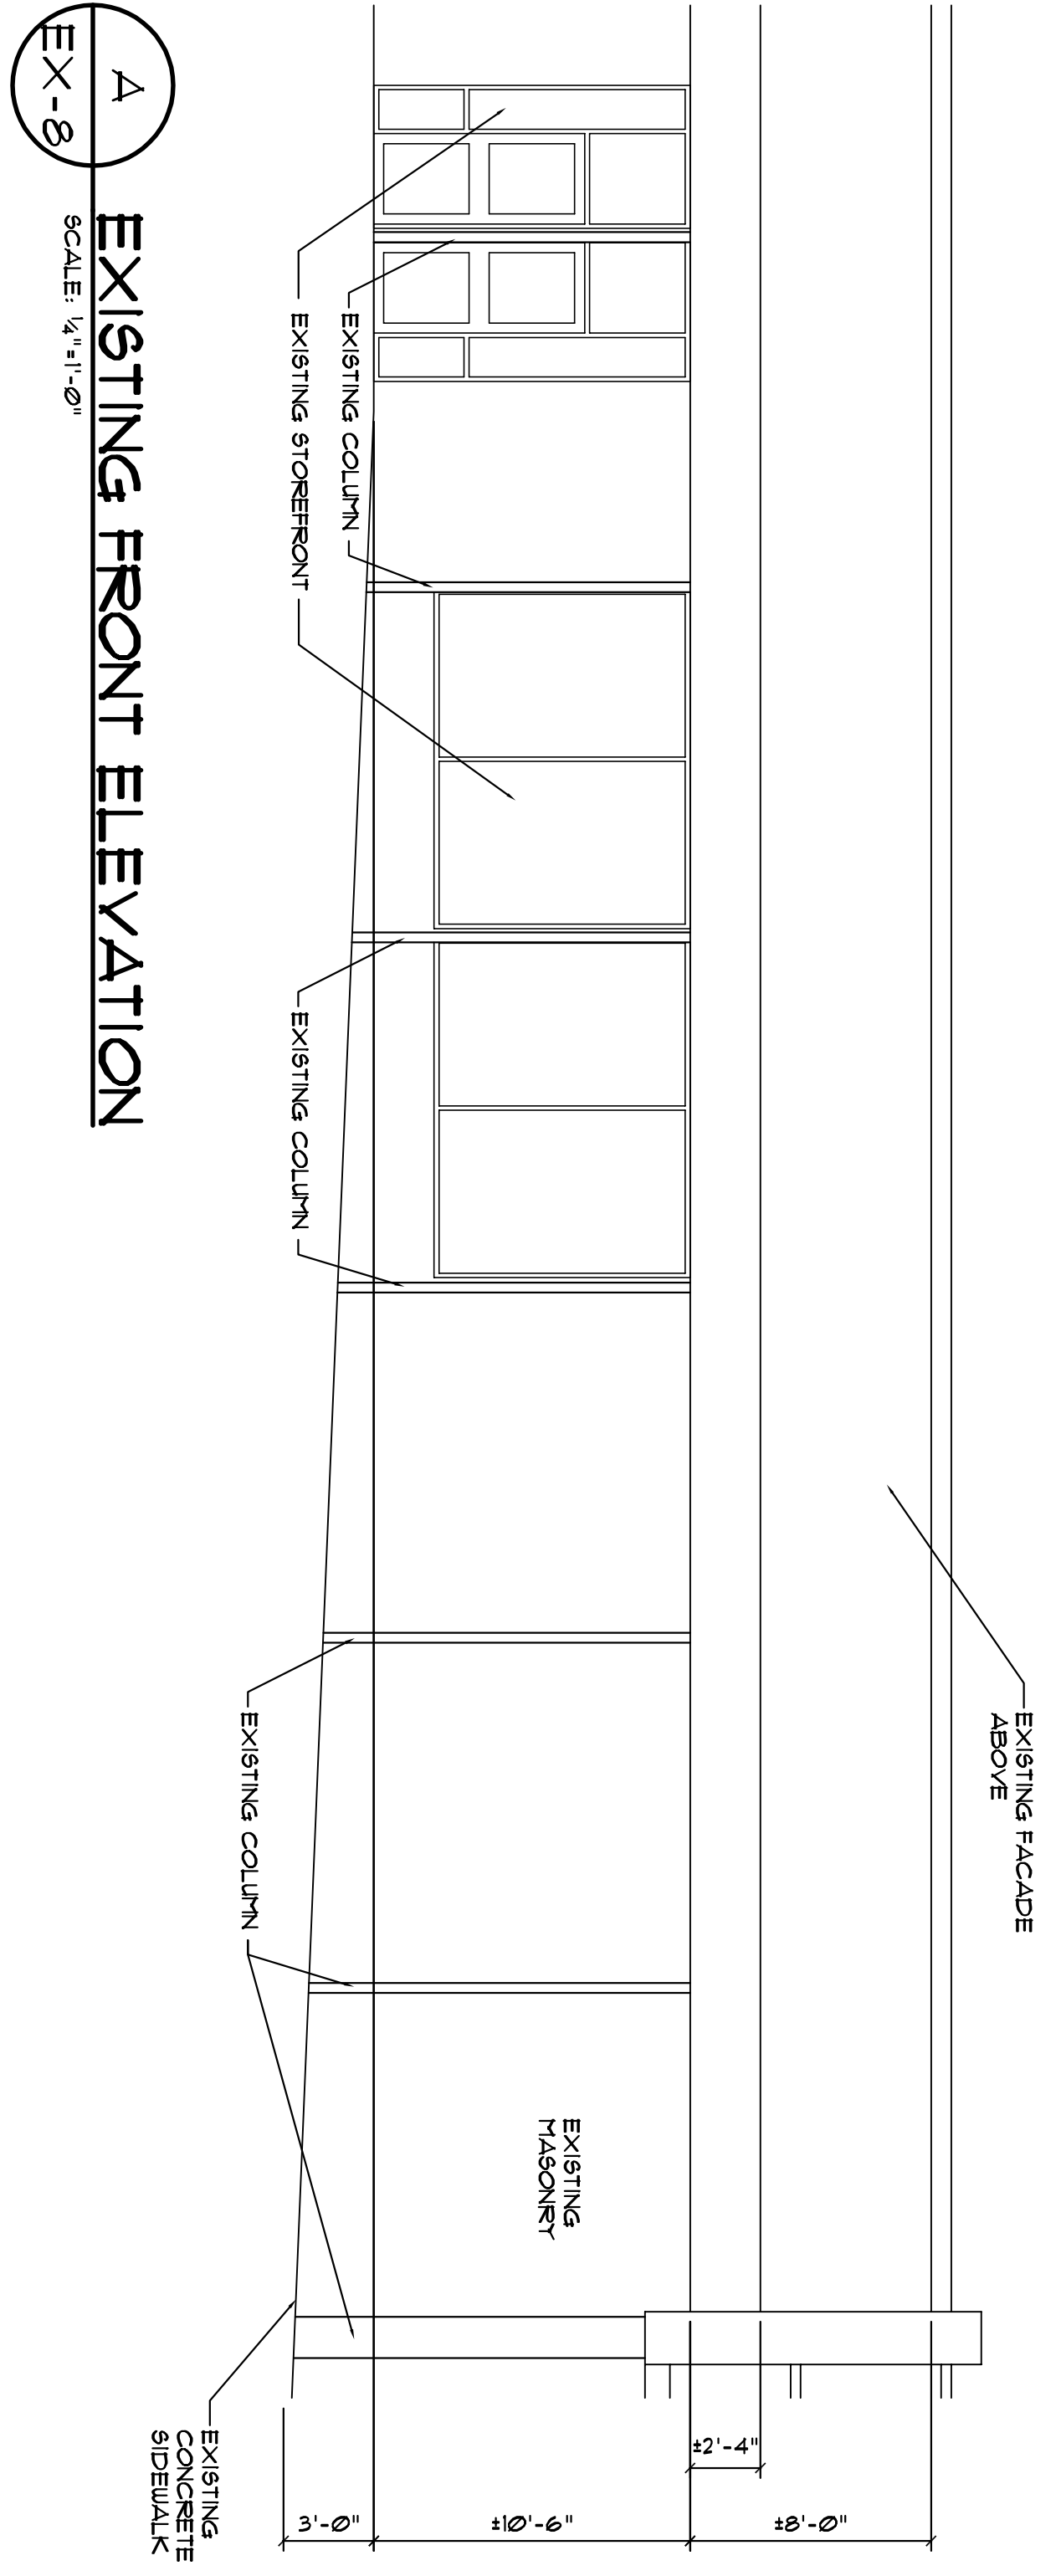 EXISTING FACADE
ABOVE
EXISTING
MASONRY
±8'-0"
±2'-4"
±10'-6"
3'-0"
EXISTING COLUMN
EXISTING STOREFRONT
EXISTING COLUMN
EXISTING COLUMN
EXISTING
CONCRETE
SIDEWALK
A
EX-8
EXISTING FRONT ELEVATION
SCALE: 1/4"=1'-0"